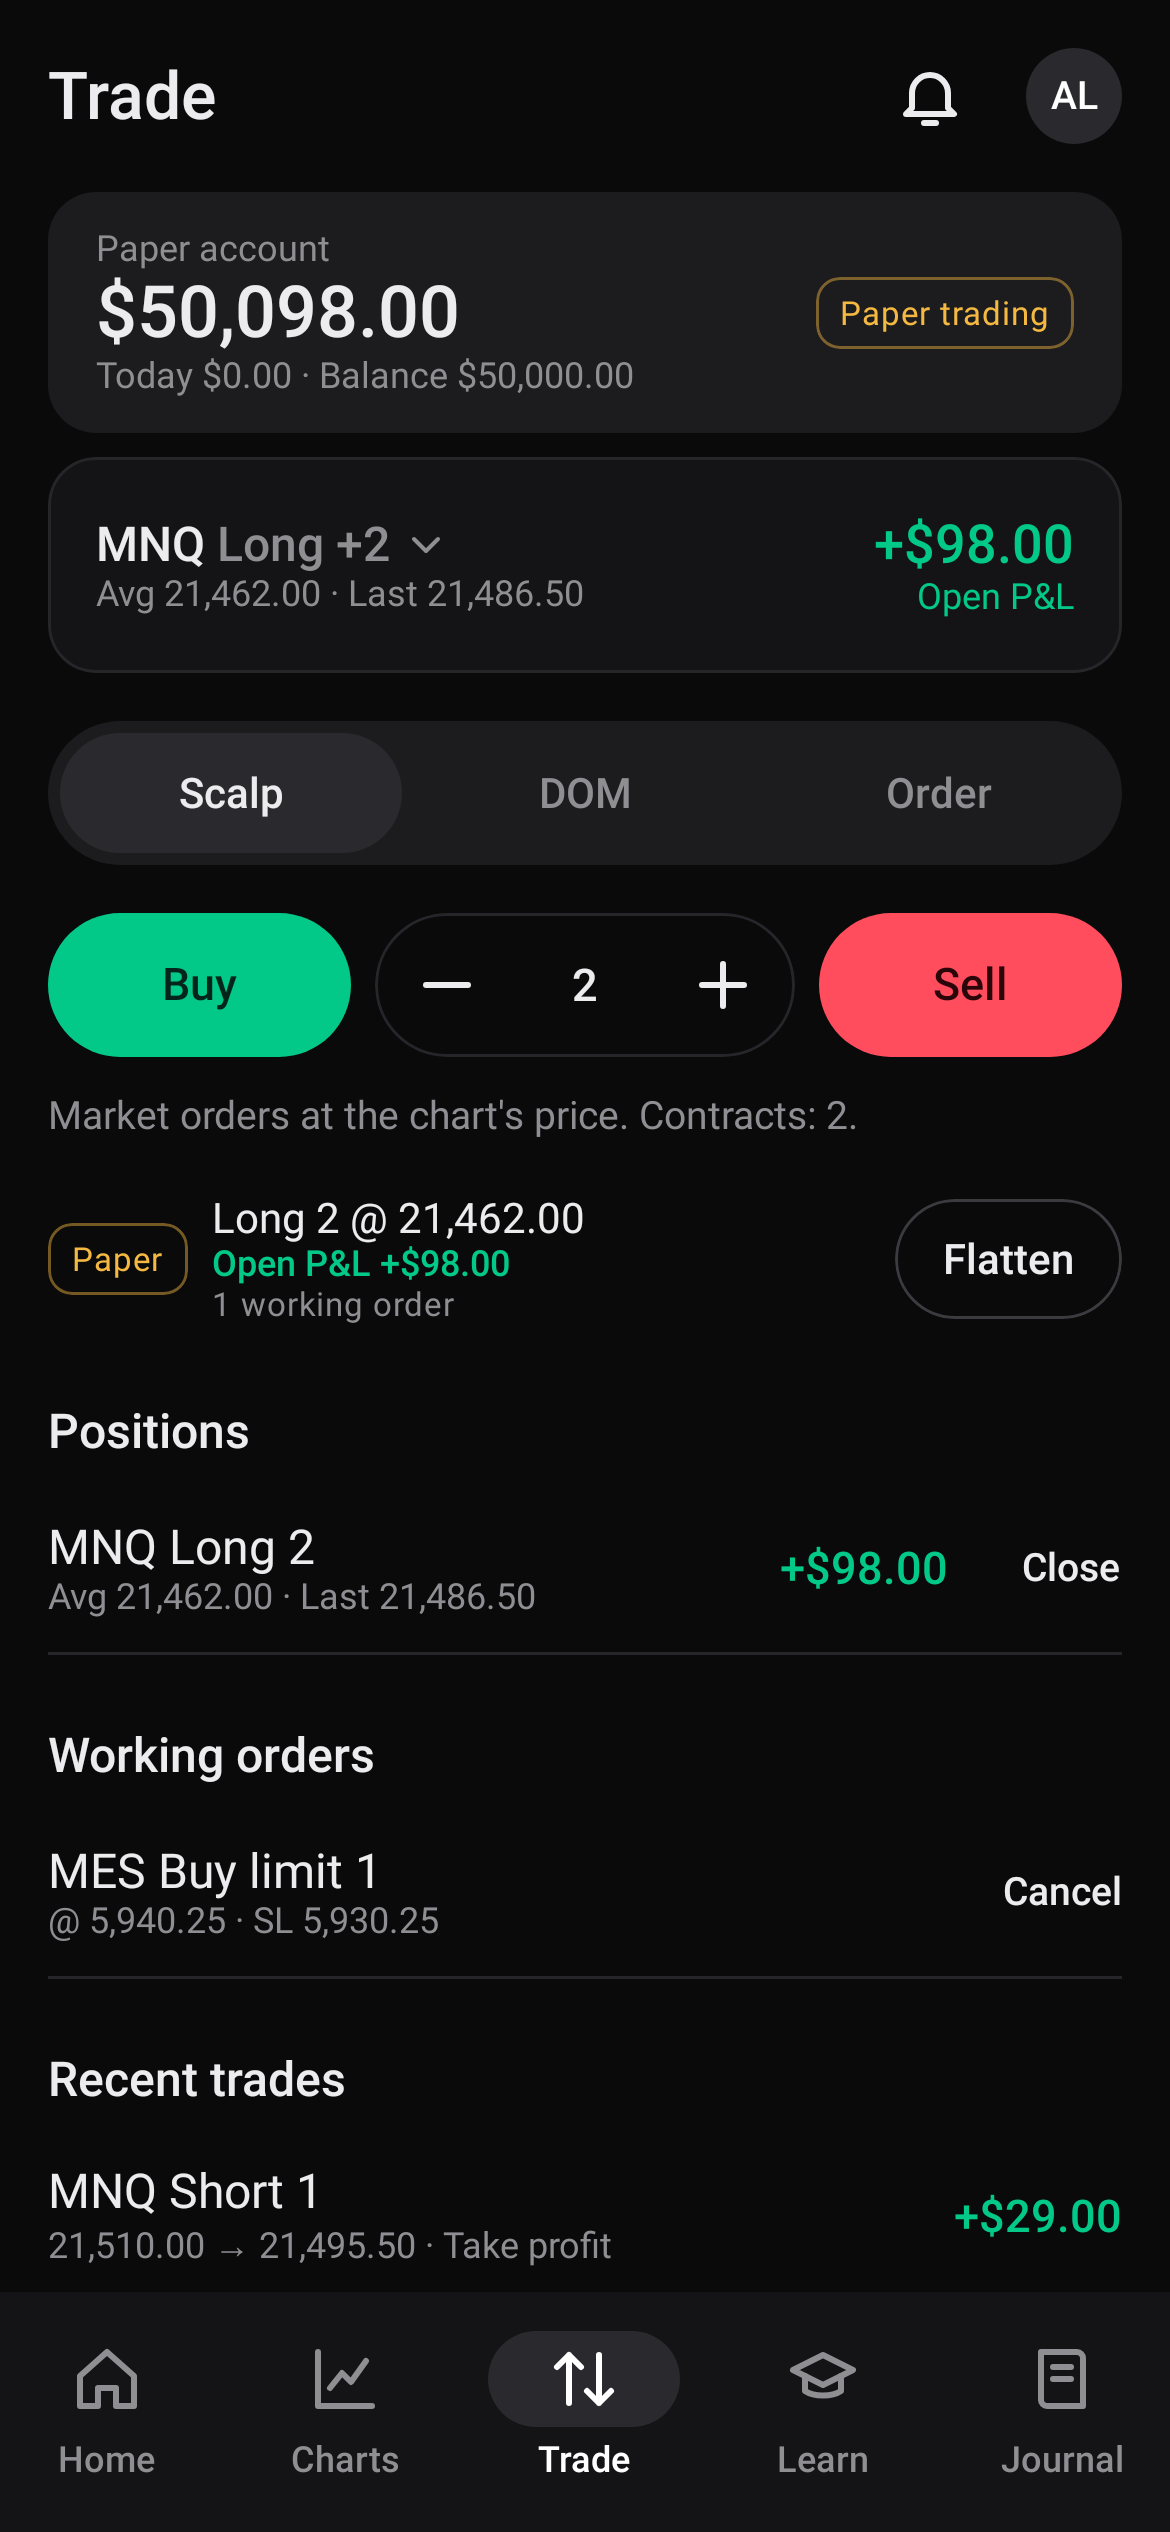 Trade
AL
Paper account
$50,098.00
Paper trading
Today $0.00 · Balance $50,000.00
MNQ Long +2
+$98.00
Avg 21,462.00 · Last 21,486.50
Open P&L
Scalp
DOM
Order
Buy
2
Sell
Market orders at the chart's price. Contracts: 2.
Paper
Long 2 @ 21,462.00
Open P&L +$98.00
1 working order
Flatten
Positions
MNQ Long 2
Avg 21,462.00 · Last 21,486.50
+$98.00
Close
Working orders
MES Buy limit 1
@ 5,940.25 · SL 5,930.25
Cancel
Recent trades
MNQ Short 1
21,510.00 → 21,495.50 · Take profit
+$29.00
Home
Charts
Trade
Learn
Journal